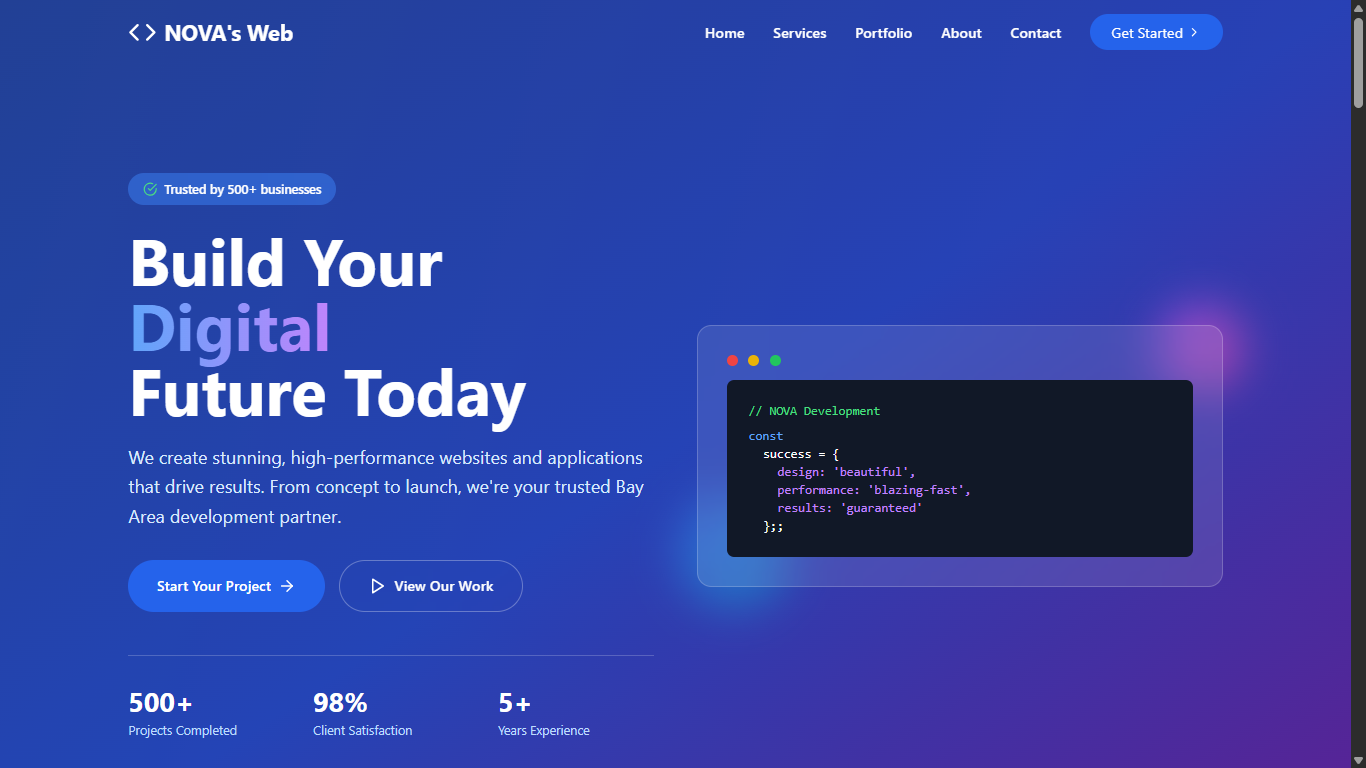 NOVA's Web
Home Services Portfolio About Contact Get Started
Trusted by 500+ businesses
Build Your
Digital
Future Today
We create stunning, high-performance websites and applications
that drive results. From concept to launch, we're your trusted Bay
Area development partner.
Start Your Project
View Our Work
500+ 98% 5+
Projects Completed Client Satisfaction Years Experience
// NOVA Development
const
success = {
design: 'beautiful',
performance: 'blazing-fast',
results: 'guaranteed'
};;